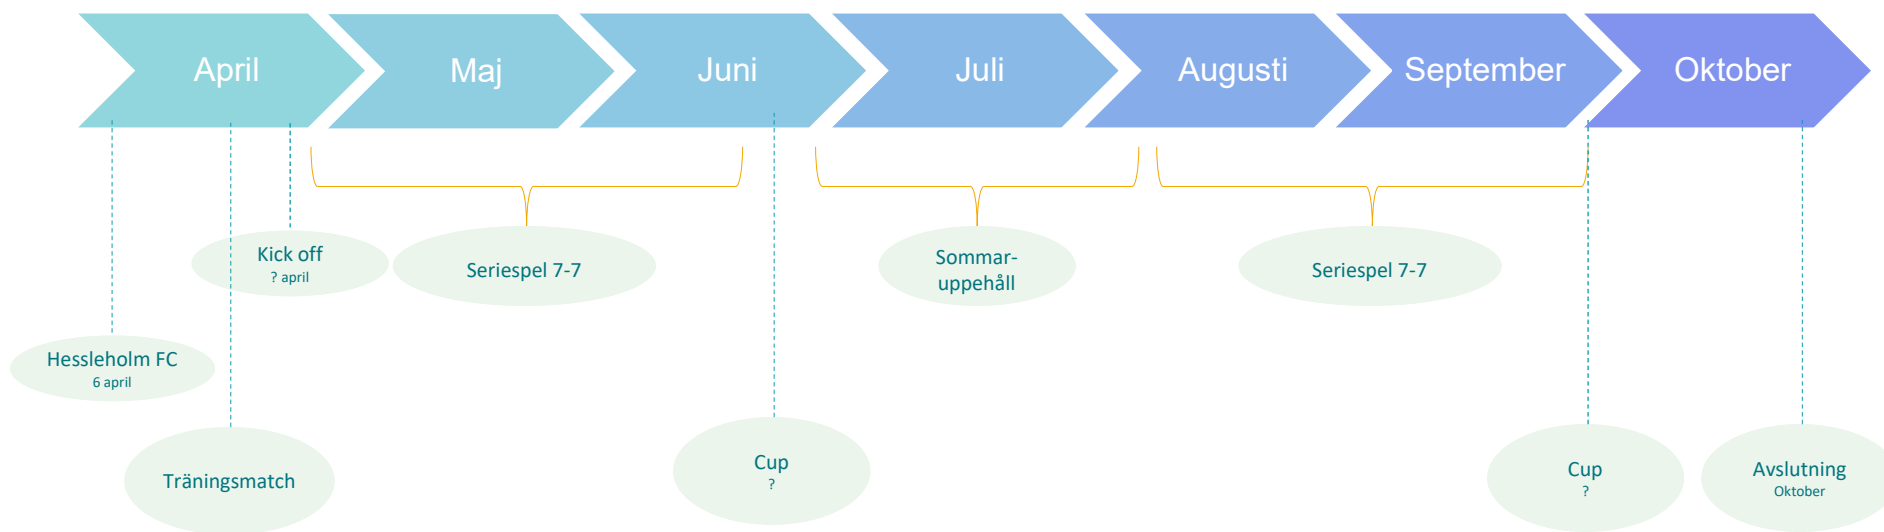 April
Maj
Juni
Juli
Augusti
September
Oktober
Kick off
? april
Seriespel 7-7
Sommar-
uppehåll
Seriespel 7-7
Hessleholm FC
6 april
Träningsmatch
Cup
?
Cup
?
Avslutning
Oktober